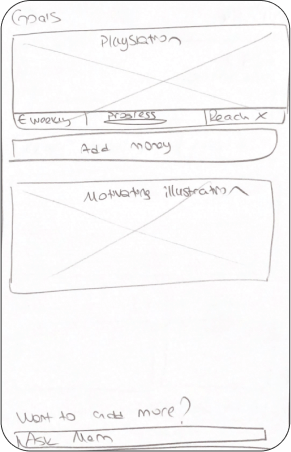 Goals
Playstation
€ weekly Progress Reach X
Add money
Motivating illustration
Want to add more?
Ask Mom